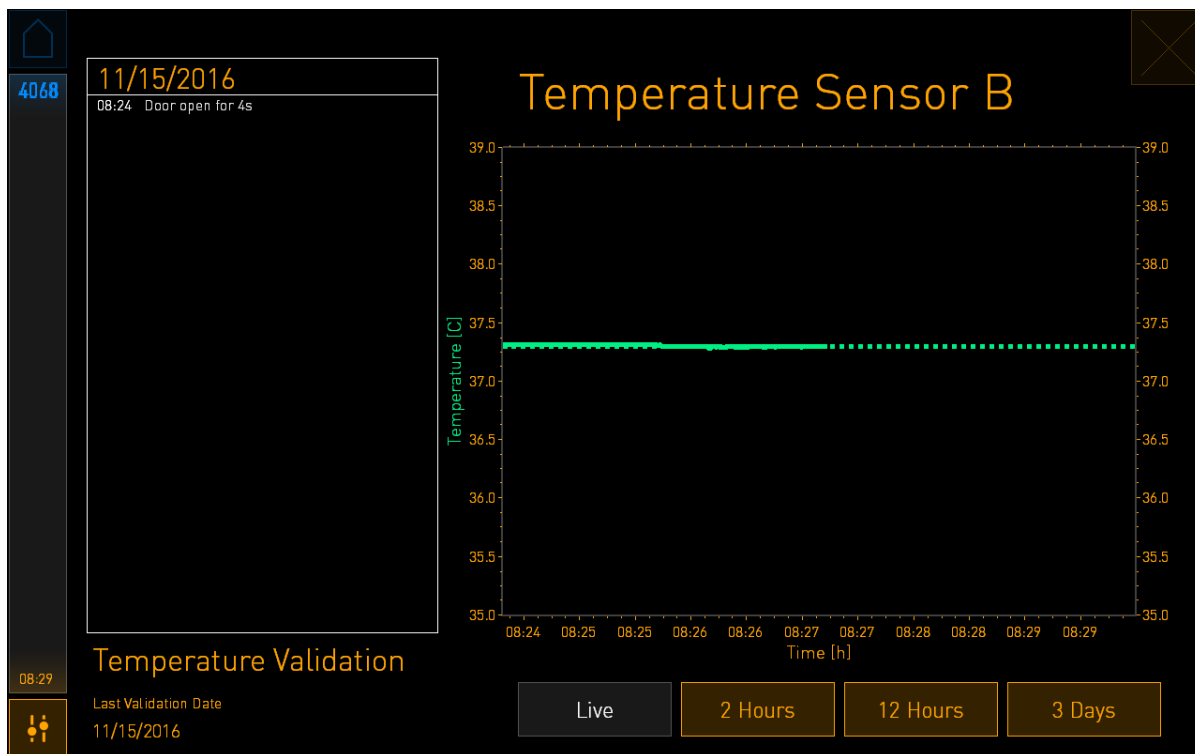 4068
11/15/2016
08:24 Door open for 4s
Temperature Sensor B
39.0 39.0
38.5 38.5
38.0 38.0
37.5 37.5
37.0 37.0
36.5 36.5
36.0 36.0
35.5 35.5
35.0 35.0
Temperature [C]
08:24 08:25 08:25 08:26 08:26 08:27 08:27 08:28 08:28 08:29 08:29
Time [h]
Temperature Validation
08:29
Last Validation Date
11/15/2016
Live 2 Hours 12 Hours 3 Days